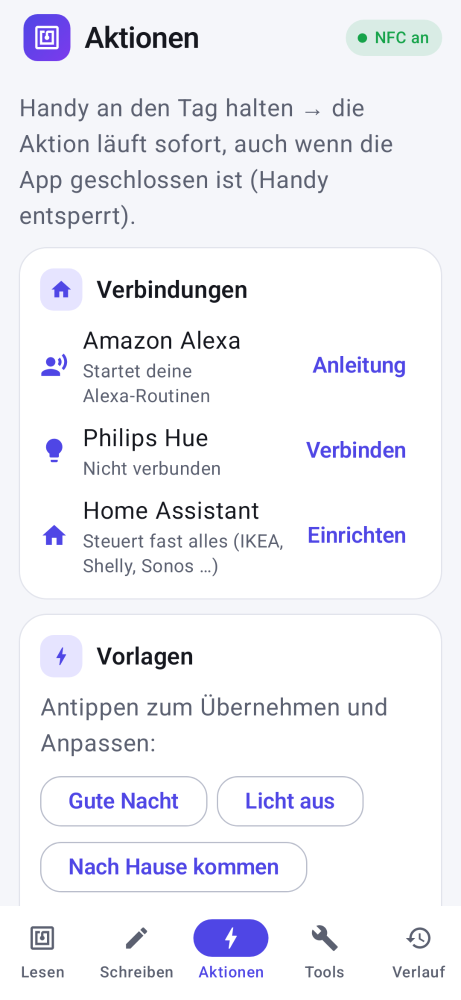 Aktionen
NFC an
Handy an den Tag halten → die
Aktion läuft sofort, auch wenn die
App geschlossen ist (Handy
entsperrt).
Verbindungen
Amazon Alexa
Startet deine
Alexa-Routinen
Anleitung
Philips Hue
Nicht verbunden
Verbinden
Home Assistant
Steuert fast alles (IKEA,
Shelly, Sonos …)
Einrichten
Vorlagen
Antippen zum Übernehmen und
Anpassen:
Gute Nacht
Licht aus
Nach Hause kommen
Lesen
Schreiben
Aktionen
Tools
Verlauf